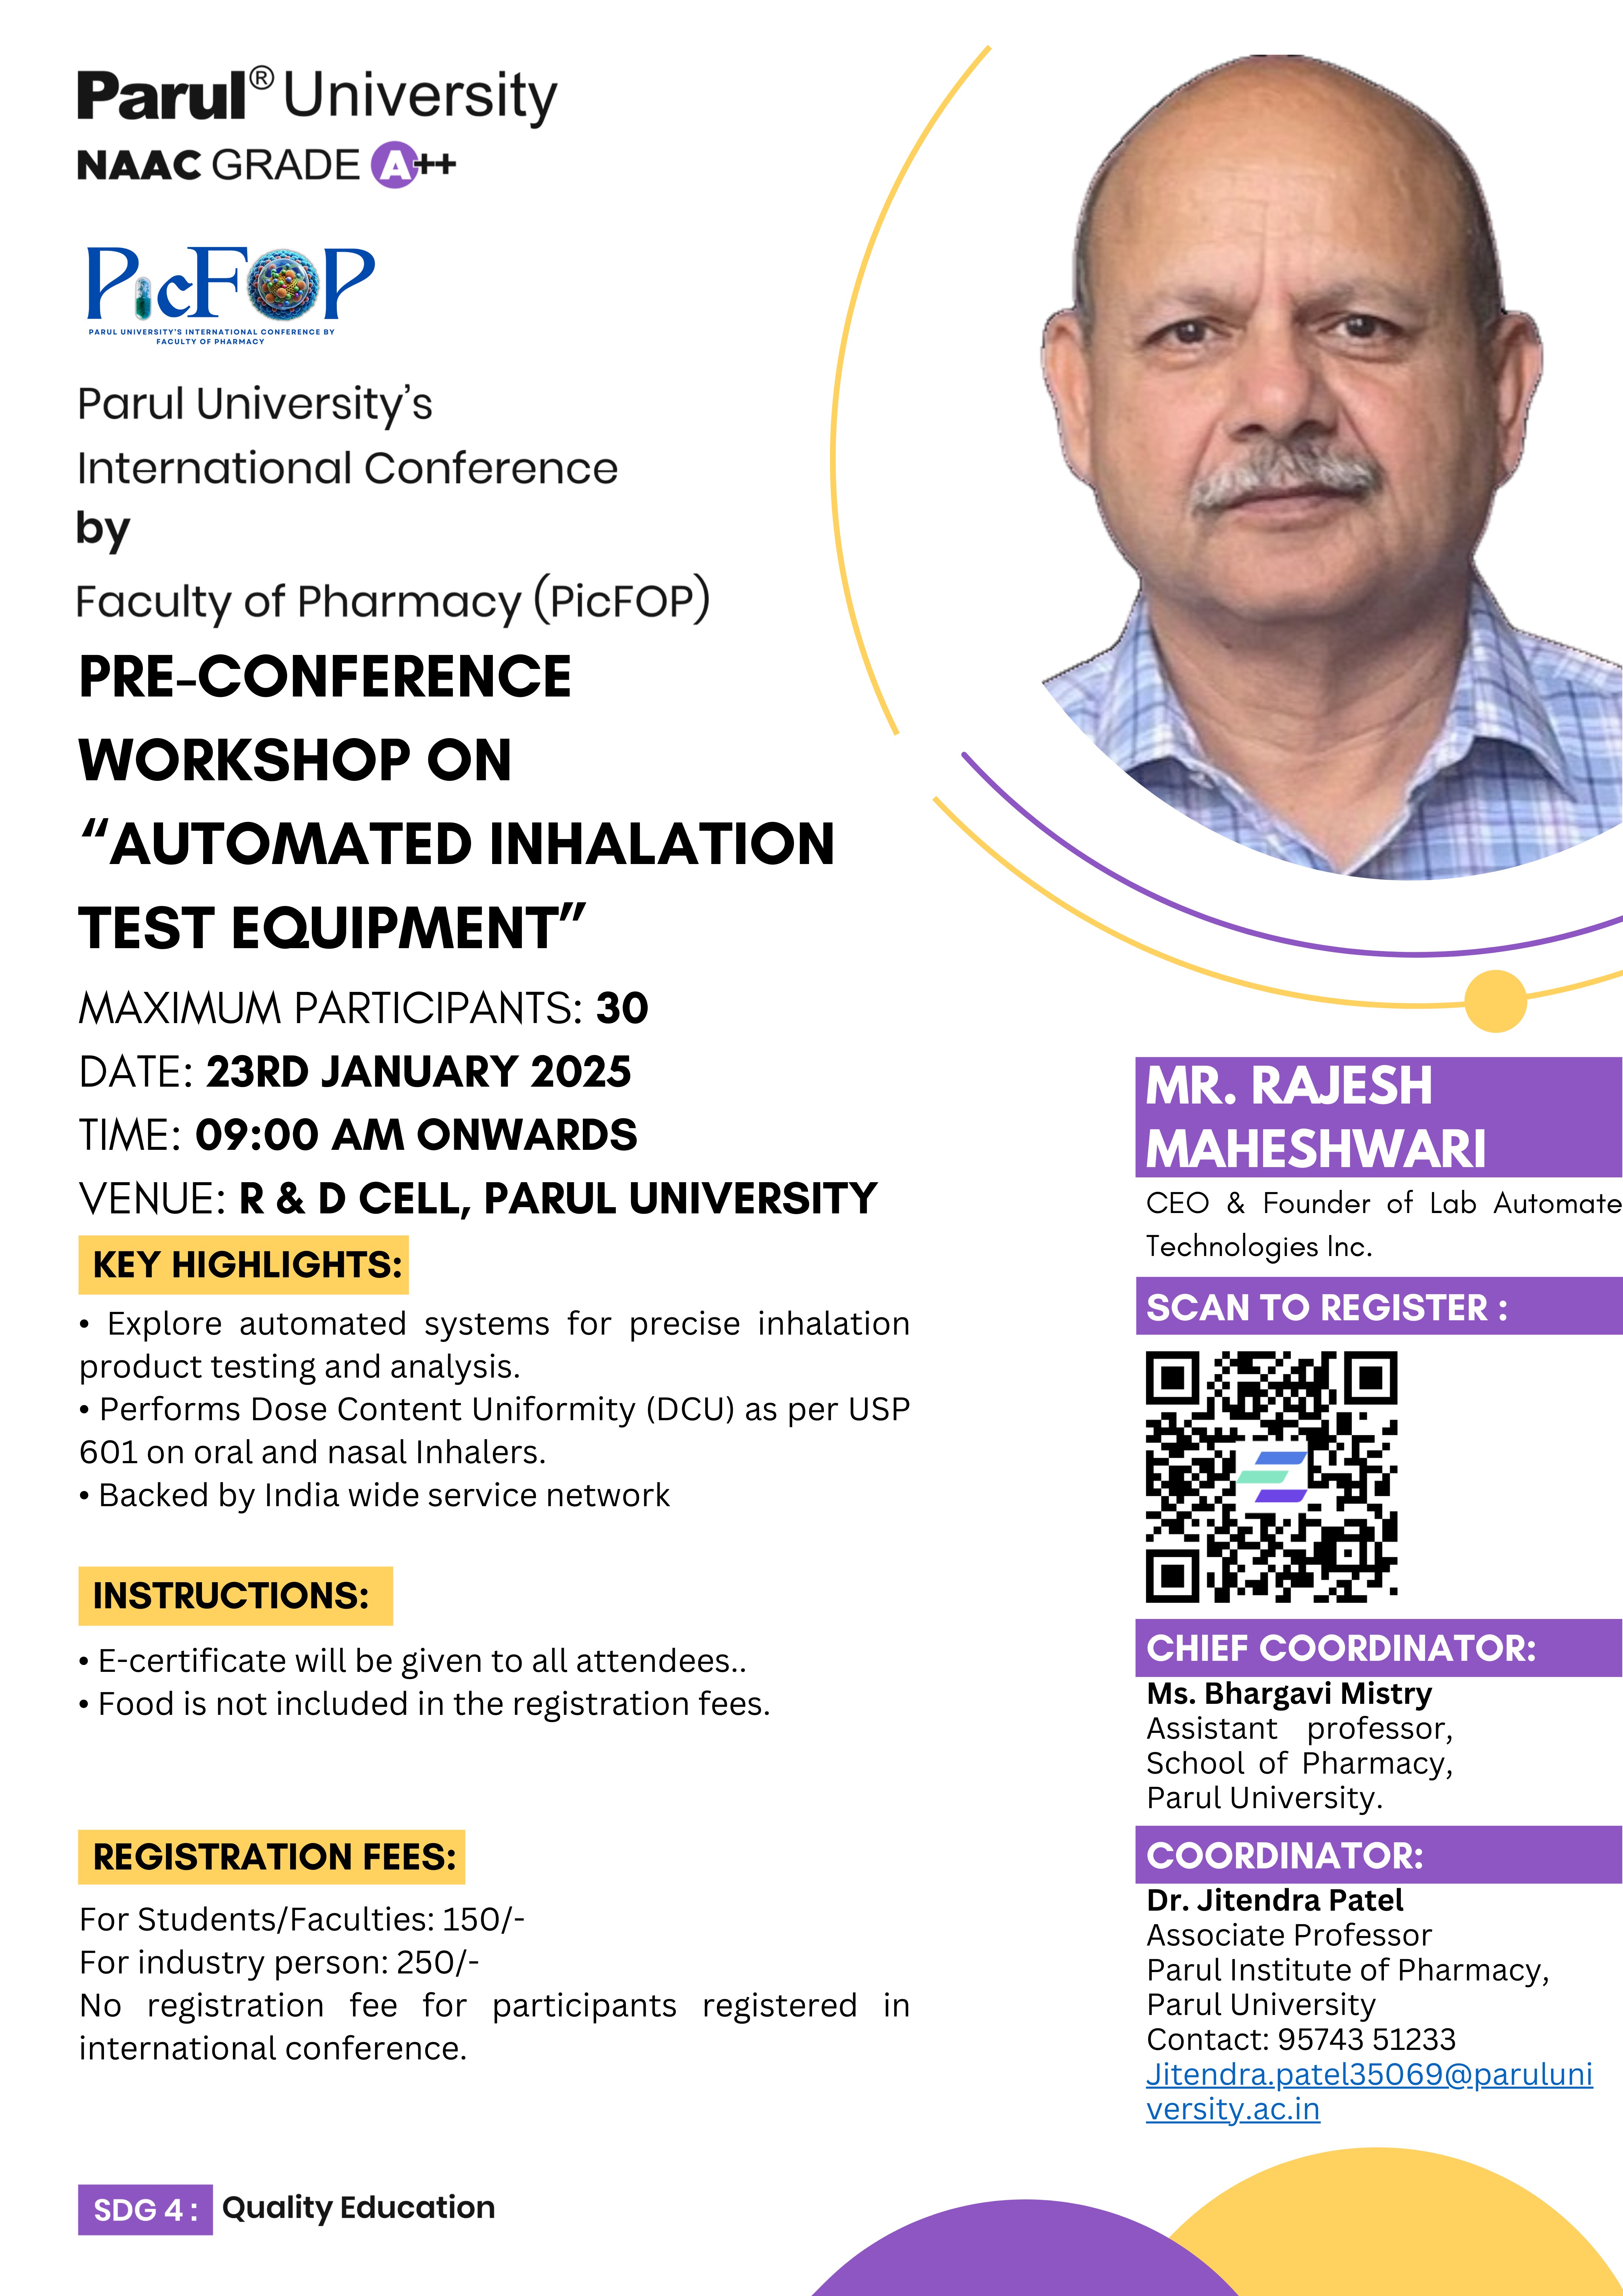 Parul® University
NAAC GRADE A++
PicFOP
PARUL UNIVERSITY'S INTERNATIONAL CONFERENCE BY
FACULTY OF PHARMACY
Parul University's
International Conference
by
Faculty of Pharmacy (PicFOP)
PRE-CONFERENCE
WORKSHOP ON
“AUTOMATED INHALATION
TEST EQUIPMENT”
MAXIMUM PARTICIPANTS: 30
DATE: 23RD JANUARY 2025
TIME: 09:00 AM ONWARDS
VENUE: R & D CELL, PARUL UNIVERSITY
KEY HIGHLIGHTS:
• Explore automated systems for precise inhalation
product testing and analysis.
• Performs Dose Content Uniformity (DCU) as per USP
601 on oral and nasal Inhalers.
• Backed by India wide service network
INSTRUCTIONS:
• E-certificate will be given to all attendees..
• Food is not included in the registration fees.
REGISTRATION FEES:
For Students/Faculties: 150/-
For industry person: 250/-
No registration fee for participants registered in
international conference.
SDG 4 : Quality Education
MR. RAJESH
MAHESHWARI
CEO & Founder of Lab Automate
Technologies Inc.
SCAN TO REGISTER :
CHIEF COORDINATOR:
Ms. Bhargavi Mistry
Assistant professor,
School of Pharmacy,
Parul University.
COORDINATOR:
Dr. Jitendra Patel
Associate Professor
Parul Institute of Pharmacy,
Parul University
Contact: 95743 51233
Jitendra.patel35069@paruluni
versity.ac.in